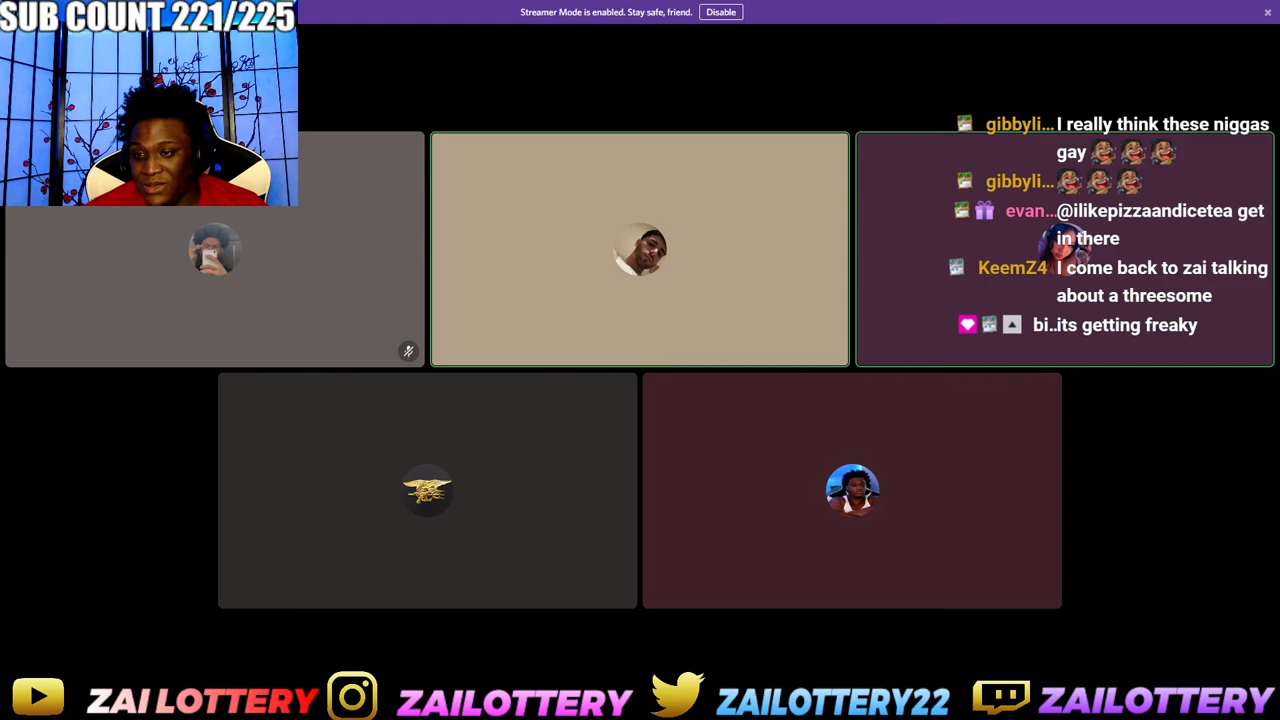 SUB COUNT 221/225
Streamer Mode is enabled. Stay safe, friend. Disable
gibbyli... I really think these niggas
gay
gibbyli...
evan... @ilikepizzaandicetea get
in there
KeemZ4 I come back to zai talking
about a threesome
bi.. its getting freaky
ZAI LOTTERY ZAILOTTERY ZAILOTTERY22 ZAILOTTERY